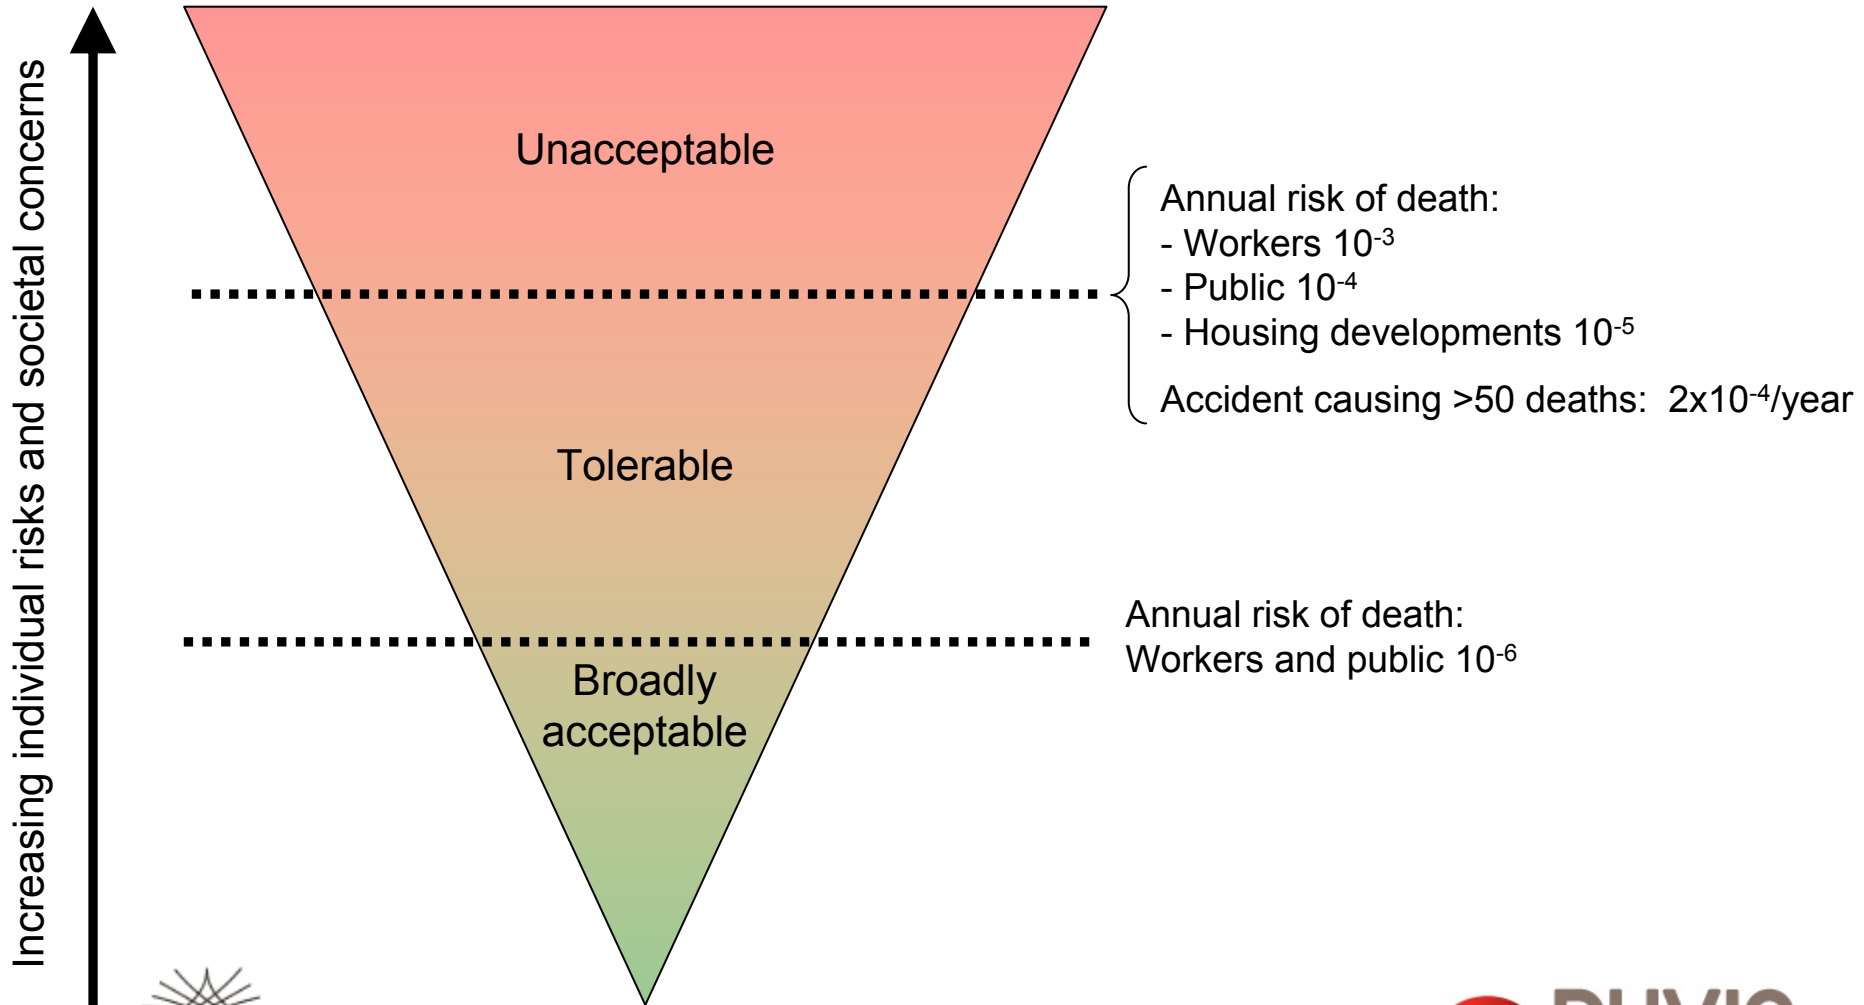 Increasing individual risks and societal concerns
Unacceptable
Annual risk of death:
- Workers 10⁻³
- Public 10⁻⁴
- Housing developments 10⁻⁵
Accident causing >50 deaths: 2x10⁻⁴/year
Tolerable
Annual risk of death:
Workers and public 10⁻⁶
Broadly
acceptable